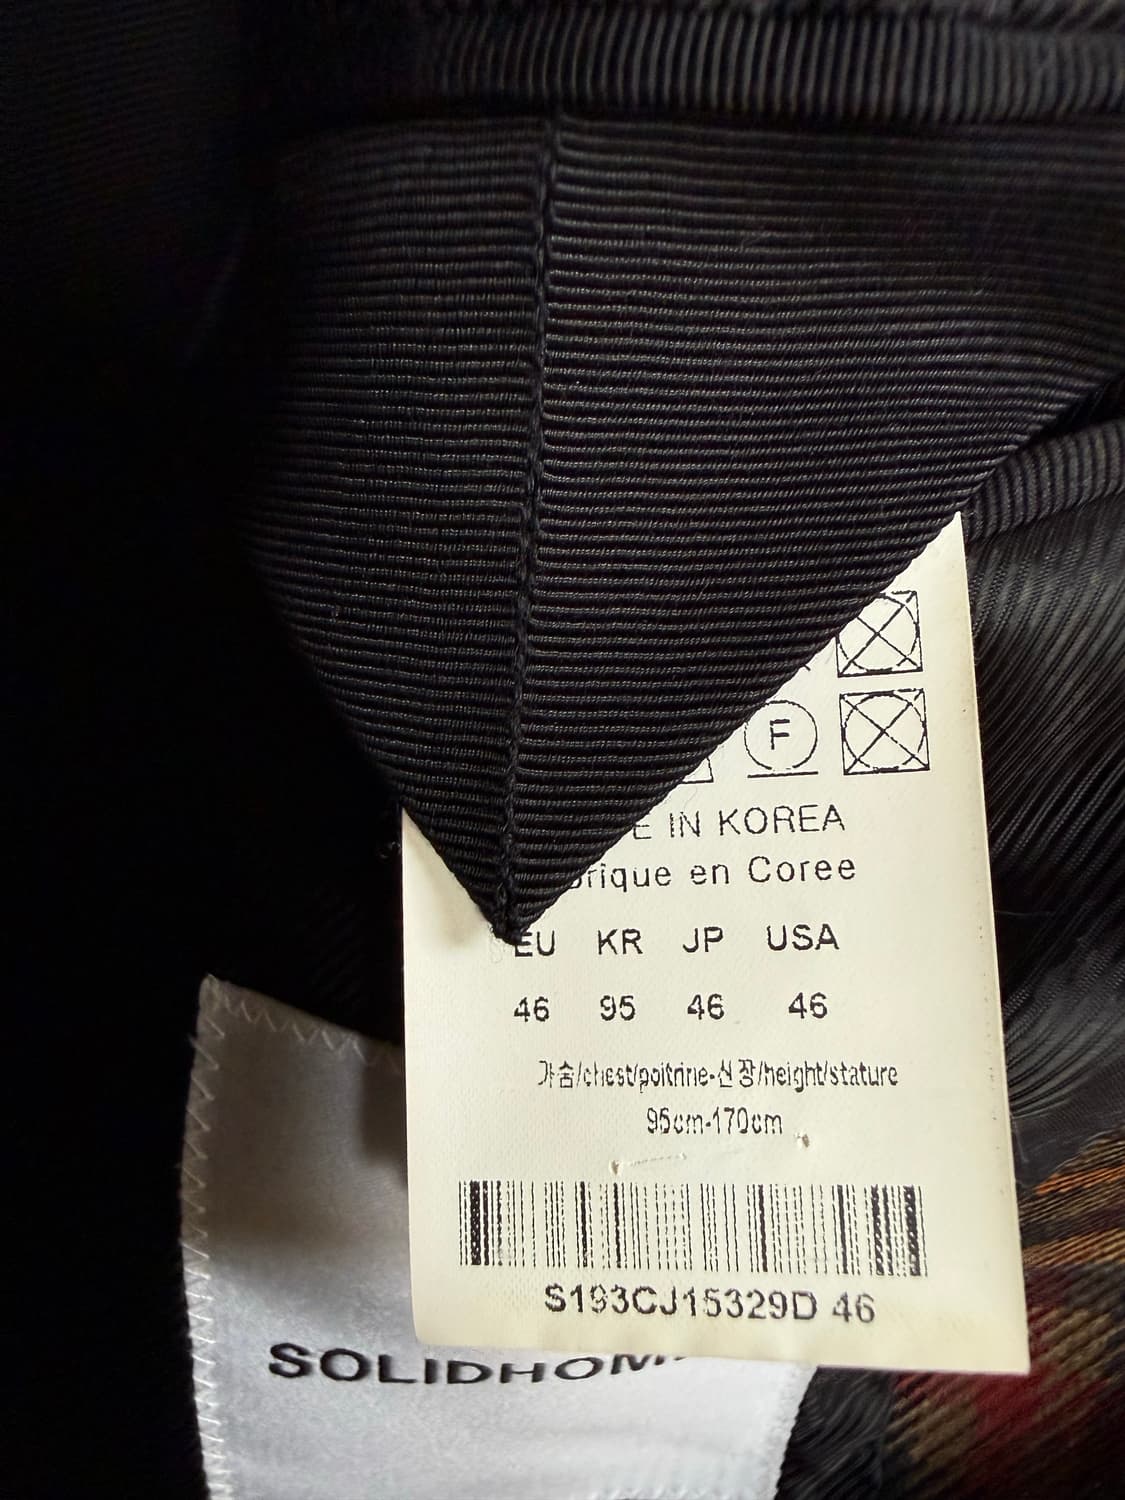 F
E IN KOREA
rique en Coree
EU KR JP USA
46 95 46 46
가슴/chest/poitrine-신장/height/stature
95cm-170cm
S193CJ15329D 46
SOLIDHOM